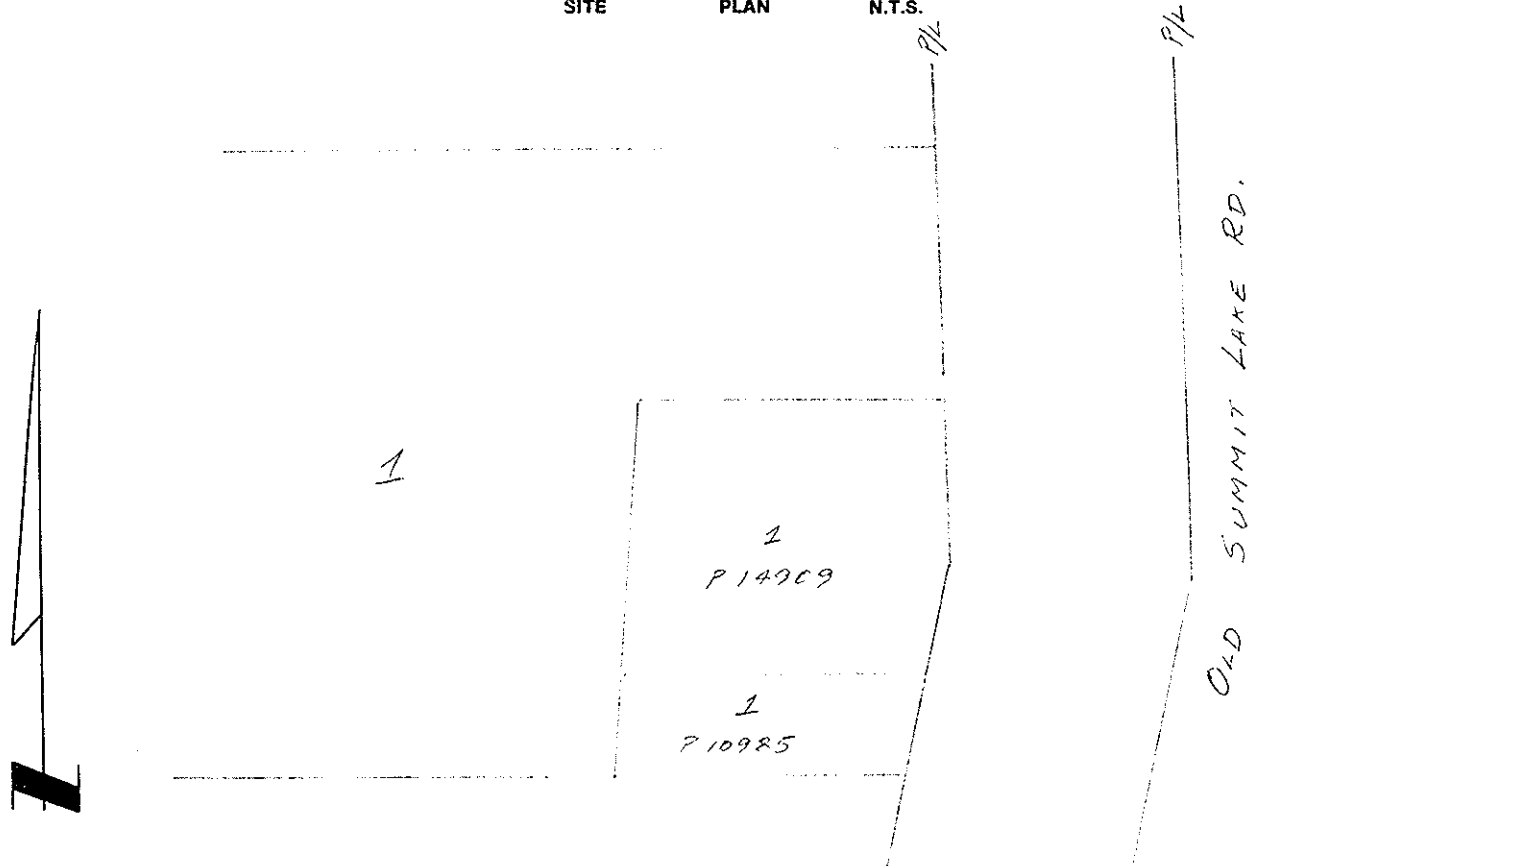 SITE PLAN N.T.S.
P/L P/L
OLD SUMMIT LAKE RD.
1
1
P 14909
1
P 10985
N